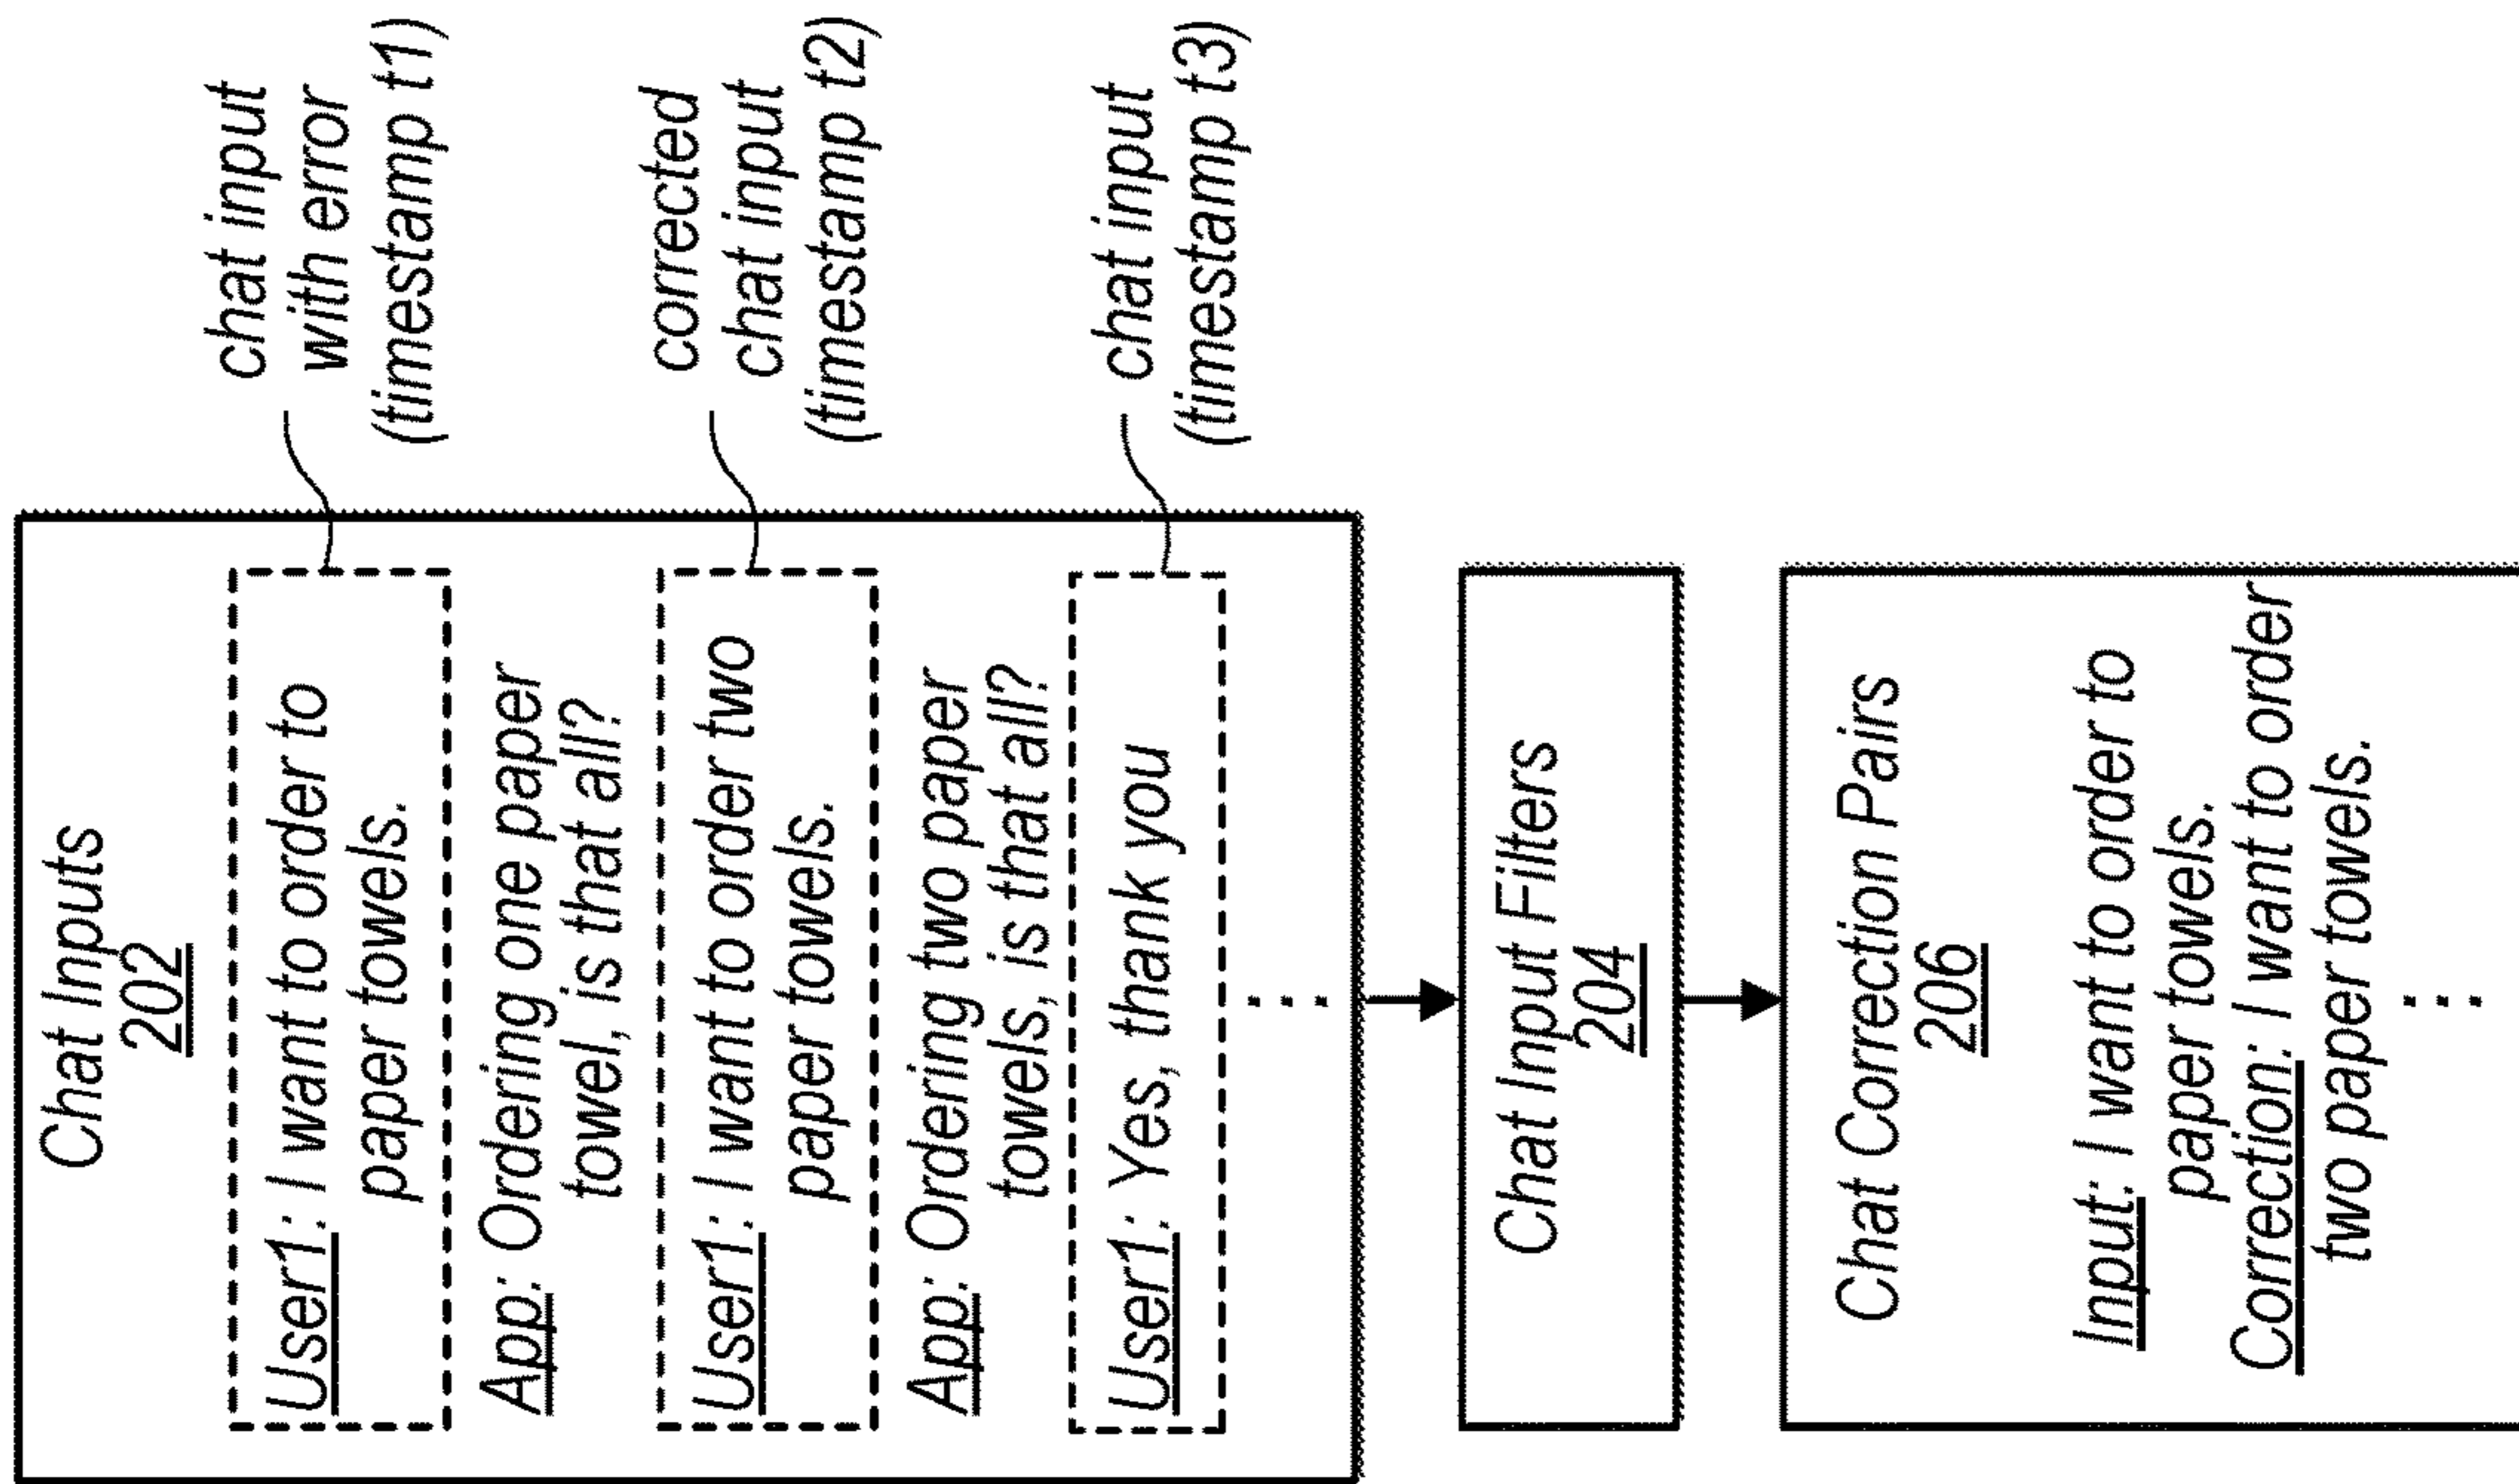 Chat Inputs
202
User1: I want to order to
paper towels.
App: Ordering one paper
towel, is that all?
User1: I want to order two
paper towels.
App: Ordering two paper
towels, is that all?
User1: Yes, thank you
chat input
with error
(timestamp t1)
corrected
chat input
(timestamp t2)
chat input
(timestamp t3)
Chat Input Filters
204
Chat Correction Pairs
206
Input: I want to order to
paper towels.
Correction: I want to order
two paper towels.